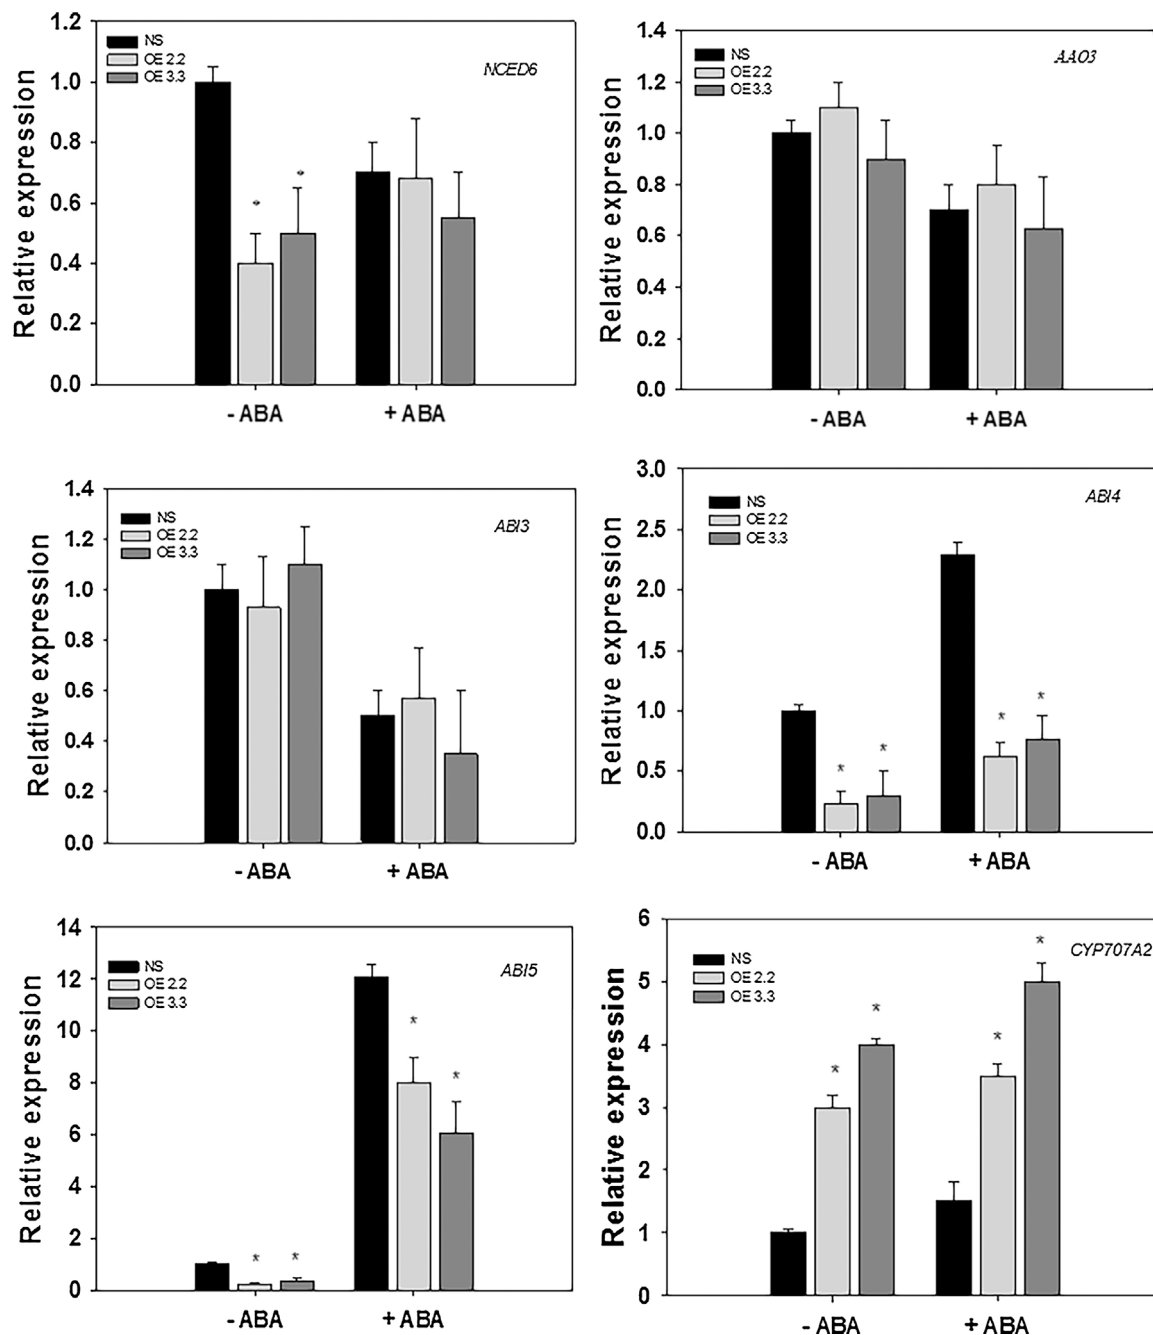 NCED6
NS
OE 2.2
OE 3.3
Relative expression
1.2
1.0
0.8
0.6
0.4
0.2
0.0
*
*
- ABA
+ ABA
AAO3
NS
OE2.2
OE3.3
Relative expression
1.4
1.2
1.0
0.8
0.6
0.4
0.2
0.0
- ABA
+ ABA
ABI3
NS
OE 2.2
OE 3.3
Relative expression
1.4
1.2
1.0
0.8
0.6
0.4
0.2
0.0
- ABA
+ ABA
ABI4
NS
OE 2.2
OE 3.3
Relative expression
3.0
2.5
2.0
1.5
1.0
0.5
0.0
*
*
*
*
- ABA
+ ABA
ABI5
NS
OE 2.2
OE 3.3
Relative expression
14
12
10
8
6
4
2
0
*
*
*
*
- ABA
+ ABA
CYP707A2
NS
OE 2.2
OE 3.3
Relative expression
6
5
4
3
2
1
0
*
*
*
*
- ABA
+ ABA